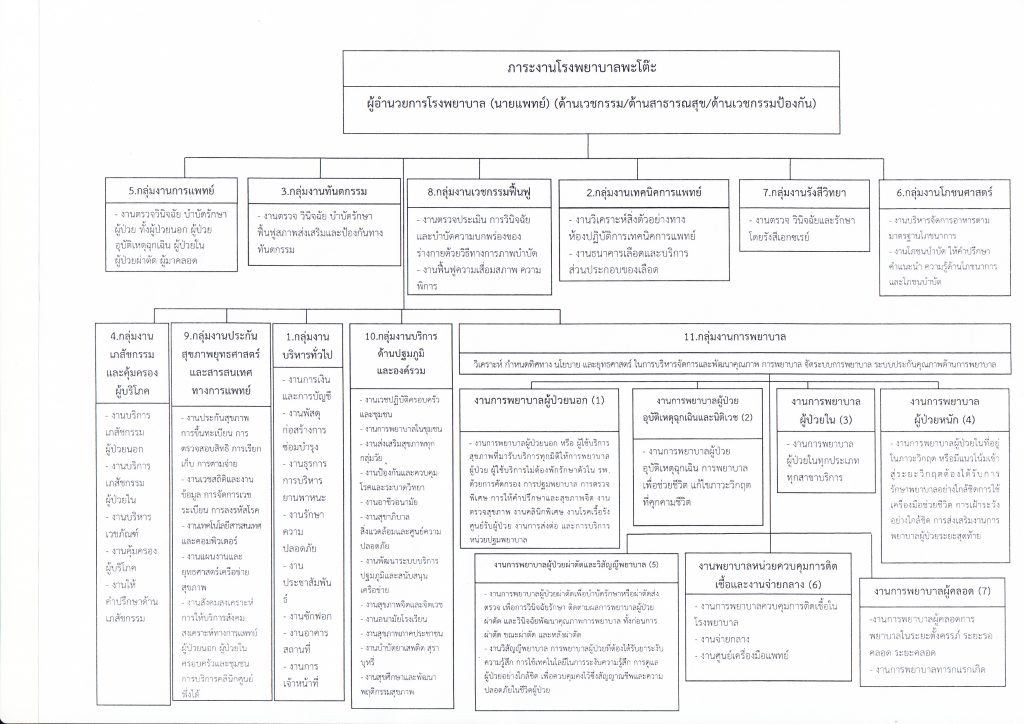 ภาระงานโรงพยาบาลพะโต๊ะ
ผู้อำนวยการโรงพยาบาล (นายแพทย์) (ด้านเวชกรรม/ด้านสาธารณสุข/ด้านเวชกรรมป้องกัน)
5.กลุ่มงานการแพทย์
- งานตรวจวินิจฉัย บำบัดรักษา
ผู้ป่วย ทั้งผู้ป่วยนอก ผู้ป่วย
อุบัติเหตุฉุกเฉิน ผู้ป่วยใน
ผู้ป่วยผ่าตัด ผู้มาคลอด
3.กลุ่มงานทันตกรรม
- งานตรวจ วินิจฉัย บำบัดรักษา
ฟื้นฟูสภาพส่งเสริมและป้องกันทาง
ทันตกรรม
8.กลุ่มงานเวชกรรมฟื้นฟู
- งานตรวจประเมิน การวินิจฉัย
และบำบัดความบกพร่องของ
ร่างกายด้วยวิธีทางการภาพบำบัด
- งานฟื้นฟูความเสื่อมสภาพ ความ
พิการ
2.กลุ่มงานเทคนิคการแพทย์
- งานวิเคราะห์สิ่งตัวอย่างทาง
ห้องปฏิบัติการเทคนิคการแพทย์
- งานธนาคารเลือดและบริการ
ส่วนประกอบของเลือด
7.กลุ่มงานรังสีวิทยา
- งานตรวจ วินิจฉัยและรักษา
โดยรังสีเอกซเรย์
6.กลุ่มงานโภชนศาสตร์
- งานบริหารจัดการอาหารตาม
มาตรฐานโภชนาการ
- งานโภชนบำบัด ให้คำปรึกษา
คำแนะนำ ความรู้ด้านโภชนาการ
และโภชนบำบัด
4.กลุ่มงาน
เภสัชกรรม
และคุ้มครอง
ผู้บริโภค
- งานบริการ
เภสัชกรรม
ผู้ป่วยนอก
- งานบริการ
เภสัชกรรม
ผู้ป่วยใน
- งานบริหาร
เวชภัณฑ์
- งานคุ้มครอง
ผู้บริโภค
- งานให้
คำปรึกษาด้าน
เภสัชกรรม
9.กลุ่มงานประกัน
สุขภาพยุทธศาสตร์
และสารสนเทศ
ทางการแพทย์
- งานประกันสุขภาพ
การขึ้นทะเบียน การ
ตรวจสอบสิทธิ การเรียก
เก็บ การตามจ่าย
- งานเวชสถิติและงาน
ข้อมูล การจัดการเวช
ระเบียน การลงรหัสโรค
- งานเทคโนโลยีสารสนเทศ
และคอมพิวเตอร์
- งานแผนงานและ
ยุทธศาสตร์เครือข่าย
สุขภาพ
- งานสังคมสงเคราะห์
การให้บริการสังคม
สงเคราะห์ทางการแพทย์
ผู้ป่วยนอก ผู้ป่วยใน
ครอบครัวและชุมชน
การบริการคลินิกศูนย์
พึ่งได้
1.กลุ่มงาน
บริหารทั่วไป
- งานการเงิน
และการบัญชี
- งานพัสดุ
ก่อสร้างการ
ซ่อมบำรุง
- งานธุรการ
การบริหาร
ยานพาหนะ
- งานรักษา
ความ
ปลอดภัย
- งาน
ประชาสัมพัน
ธ์
- งานซักฟอก
- งานอาคาร
สถานที่
- งานการ
เจ้าหน้าที่
10.กลุ่มงานบริการ
ด้านปฐมภูมิ
และองค์รวม
- งานเวชปฏิบัติครอบครัว
และชุมชน
- งานการพยาบาลในชุมชน
- งานส่งเสริมสุขภาพทุก
กลุ่มวัย
- งานป้องกันและควบคุม
โรคและระบาดวิทยา
- งานอาชีวอนามัย
- งานสุขาภิบาล
สิ่งแวดล้อมและศูนย์ความ
ปลอดภัย
- งานพัฒนาระบบบริการ
ปฐมภูมิและสนับสนุน
เครือข่าย
- งานสุขภาพจิตและจิตเวช
- งานอนามัยโรงเรียน
- งานสุขภาพภาคประชาชน
- งานบำบัดยาเสพติด สุรา
บุหรี่
- งานสุขศึกษาและพัฒนา
พฤติกรรมสุขภาพ
11.กลุ่มงานการพยาบาล
วิเคราะห์ กำหนดทิศทาง นโยบาย และยุทธศาสตร์ ในการบริหารจัดการและพัฒนาคุณภาพ การพยาบาล จัดระบบการพยาบาล ระบบประกันคุณภาพด้านการพยาบาล
งานการพยาบาลผู้ป่วยนอก (1)
- งานการพยาบาลผู้ป่วยนอก หรือ ผู้ใช้บริการ
สุขภาพที่มารับบริการทุกมิติให้การพยาบาล
ผู้ป่วย ผู้ใช้บริการไม่ต้องพักรักษาตัวใน รพ.
ด้วยการคัดกรอง การปฐมพยาบาล การตรวจ
พิเศษ การให้คำปรึกษาและสุขภาพจิต งาน
ตรวจสุขภาพ งานคลินิกพิเศษ งานโรคเรื้อรัง
ศูนย์รับผู้ป่วย งานการส่งต่อ และการบริการ
หน่วยปฐมพยาบาล
งานการพยาบาลผู้ป่วย
อุบัติเหตุฉุกเฉินและนิติเวช (2)
- งานการพยาบาลผู้ป่วย
อุบัติเหตุฉุกเฉิน การพยาบาล
เพื่อช่วยชีวิต แก้ไขภาวะวิกฤต
ที่คุกคามชีวิต
งานการพยาบาล
ผู้ป่วยใน (3)
- งานการพยาบาล
ผู้ป่วยในทุกประเภท
ทุกสาขาบริการ
งานการพยาบาล
ผู้ป่วยหนัก (4)
- งานการพยาบาลผู้ป่วยในที่อยู่
ในภาวะวิกฤต หรือมีแนวโน้มเข้า
สู่ระยะวิกฤตต้องได้รับการ
รักษาพยาบาลอย่างใกล้ชิดการใช้
เครื่องมือช่วยชีวิต การเฝ้าระวัง
อย่างใกล้ชิด การส่งเสริมงานการ
พยาบาลผู้ป่วยระยะสุดท้าย
งานการพยาบาลผู้ป่วยผ่าตัดและวิสัญญีพยาบาล (5)
- งานการพยาบาลผู้ป่วยผ่าตัดเพื่อบำบัดรักษาหรือผ่าตัดส่ง
ตรวจ เพื่อการวินิจฉัยรักษา ติดตามผลการพยาบาลผู้ป่วย
ผ่าตัด และวินิจฉัยพัฒนาคุณภาพการพยาบาล ทั้งก่อนการ
ผ่าตัด ขณะผ่าตัด และหลังผ่าตัด
- งานวิสัญญีพยาบาล การพยาบาลผู้ป่วยที่ต้องได้รับยาระงับ
ความรู้สึก การใช้เทคโนโลยีในการระงับความรู้สึก การดูแล
ผู้ป่วยอย่างใกล้ชิด เพื่อควบคุมคงไว้ซึ่งสัญญาณชีพและความ
ปลอดภัยในชีวิตผู้ป่วย
งานพยาบาลหน่วยควบคุมการติด
เชื้อและงานจ่ายกลาง (6)
- งานการพยาบาลควบคุมการติดเชื้อใน
โรงพยาบาล
- งานจ่ายกลาง
- งานศูนย์เครื่องมือแพทย์
งานการพยาบาลผู้คลอด (7)
-งานการพยาบาลผู้คลอดการ
พยาบาลในระยะตั้งครรภ์ ระยะรอ
คลอด ระยะคลอด
- งานการพยาบาลทารกแรกเกิด